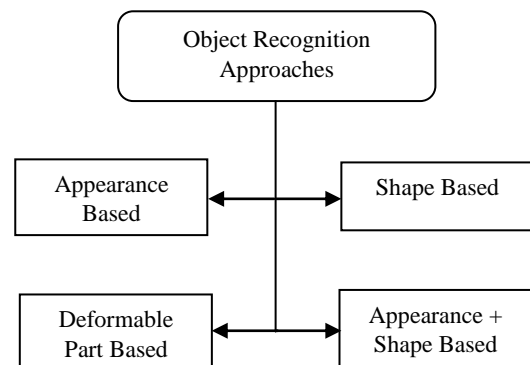 Object Recognition
Approaches
Appearance
Based
Shape Based
Deformable
Part Based
Appearance +
Shape Based